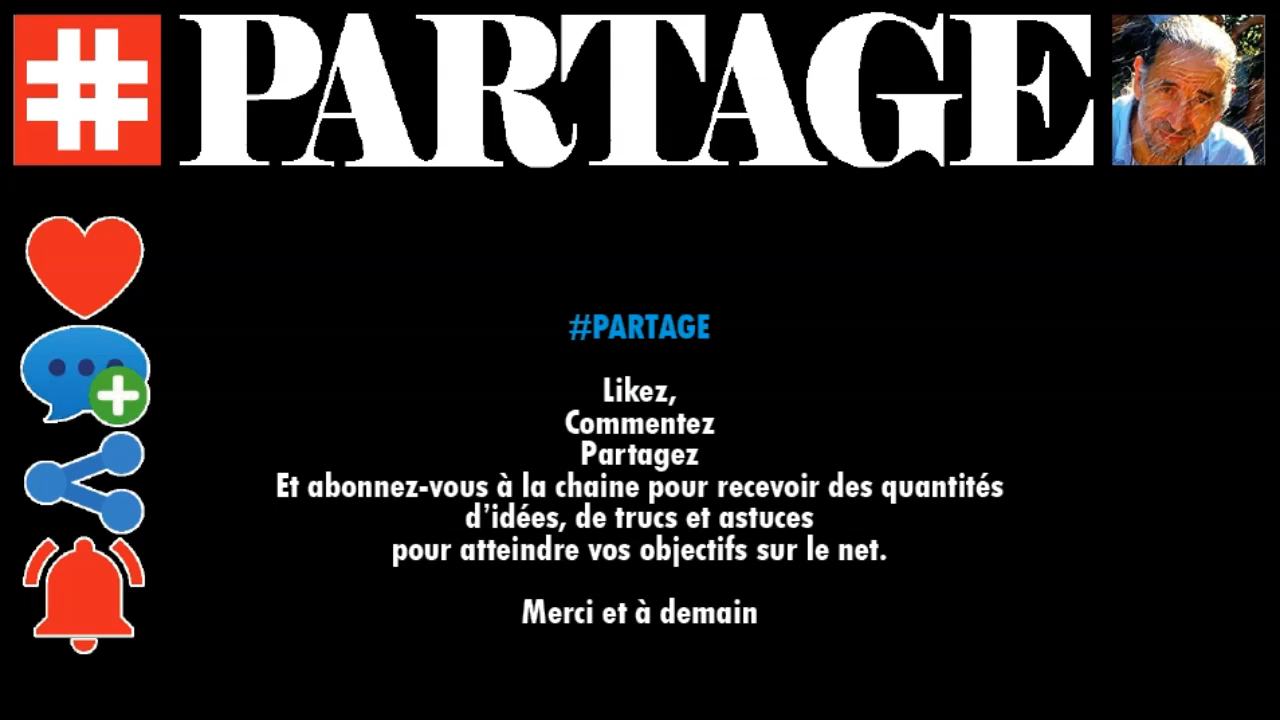 #PARTAGE
#PARTAGE
Likez,
Commentez
Partagez
Et abonnez-vous à la chaine pour recevoir des quantités
d'idées, de trucs et astuces
pour atteindre vos objectifs sur le net.
Merci et à demain